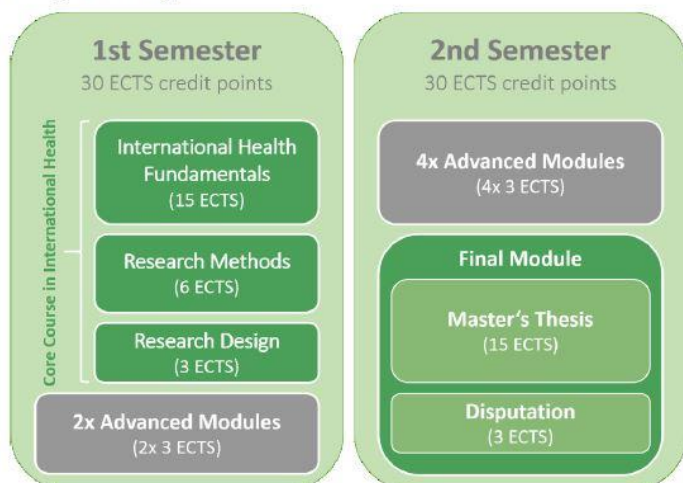 1st Semester
30 ECTS credit points
Core Course in International Health
International Health
Fundamentals
(15 ECTS)
Research Methods
(6 ECTS)
Research Design
(3 ECTS)
2x Advanced Modules
(2x 3 ECTS)
2nd Semester
30 ECTS credit points
4x Advanced Modules
(4x 3 ECTS)
Final Module
Master's Thesis
(15 ECTS)
Disputation
(3 ECTS)